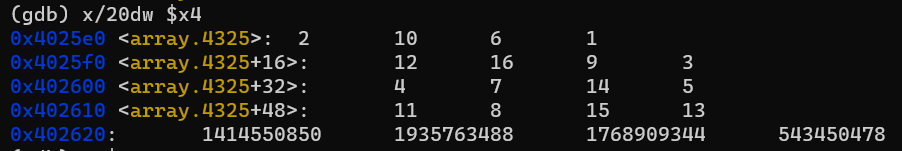 (gdb) x/20dw $x4
0x4025e0 <array.4325>: 2 10 6 1
0x4025f0 <array.4325+16>: 12 16 9 3
0x402600 <array.4325+32>: 4 7 14 5
0x402610 <array.4325+48>: 11 8 15 13
0x402620: 1414550850 1935763488 1768909344 543450478